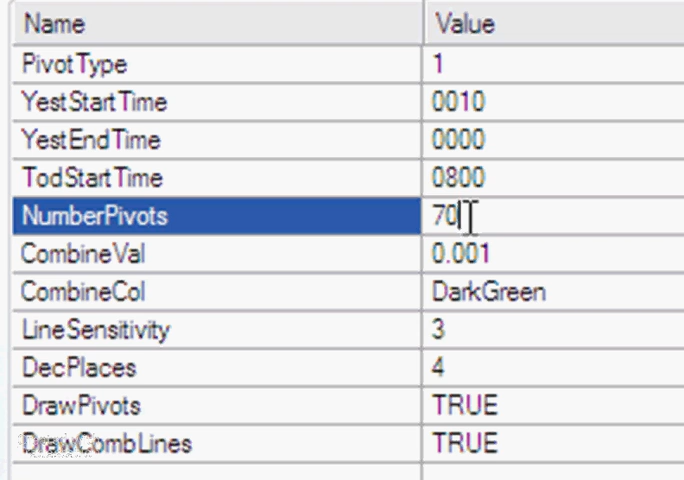 Name Value
PivotType 1
YestStartTime 0010
YestEndTime 0000
TodStartTime 0800
NumberPivots 70
CombineVal 0.001
CombineCol DarkGreen
LineSensitivity 3
DecPlaces 4
DrawPivots TRUE
DrawCombLines TRUE